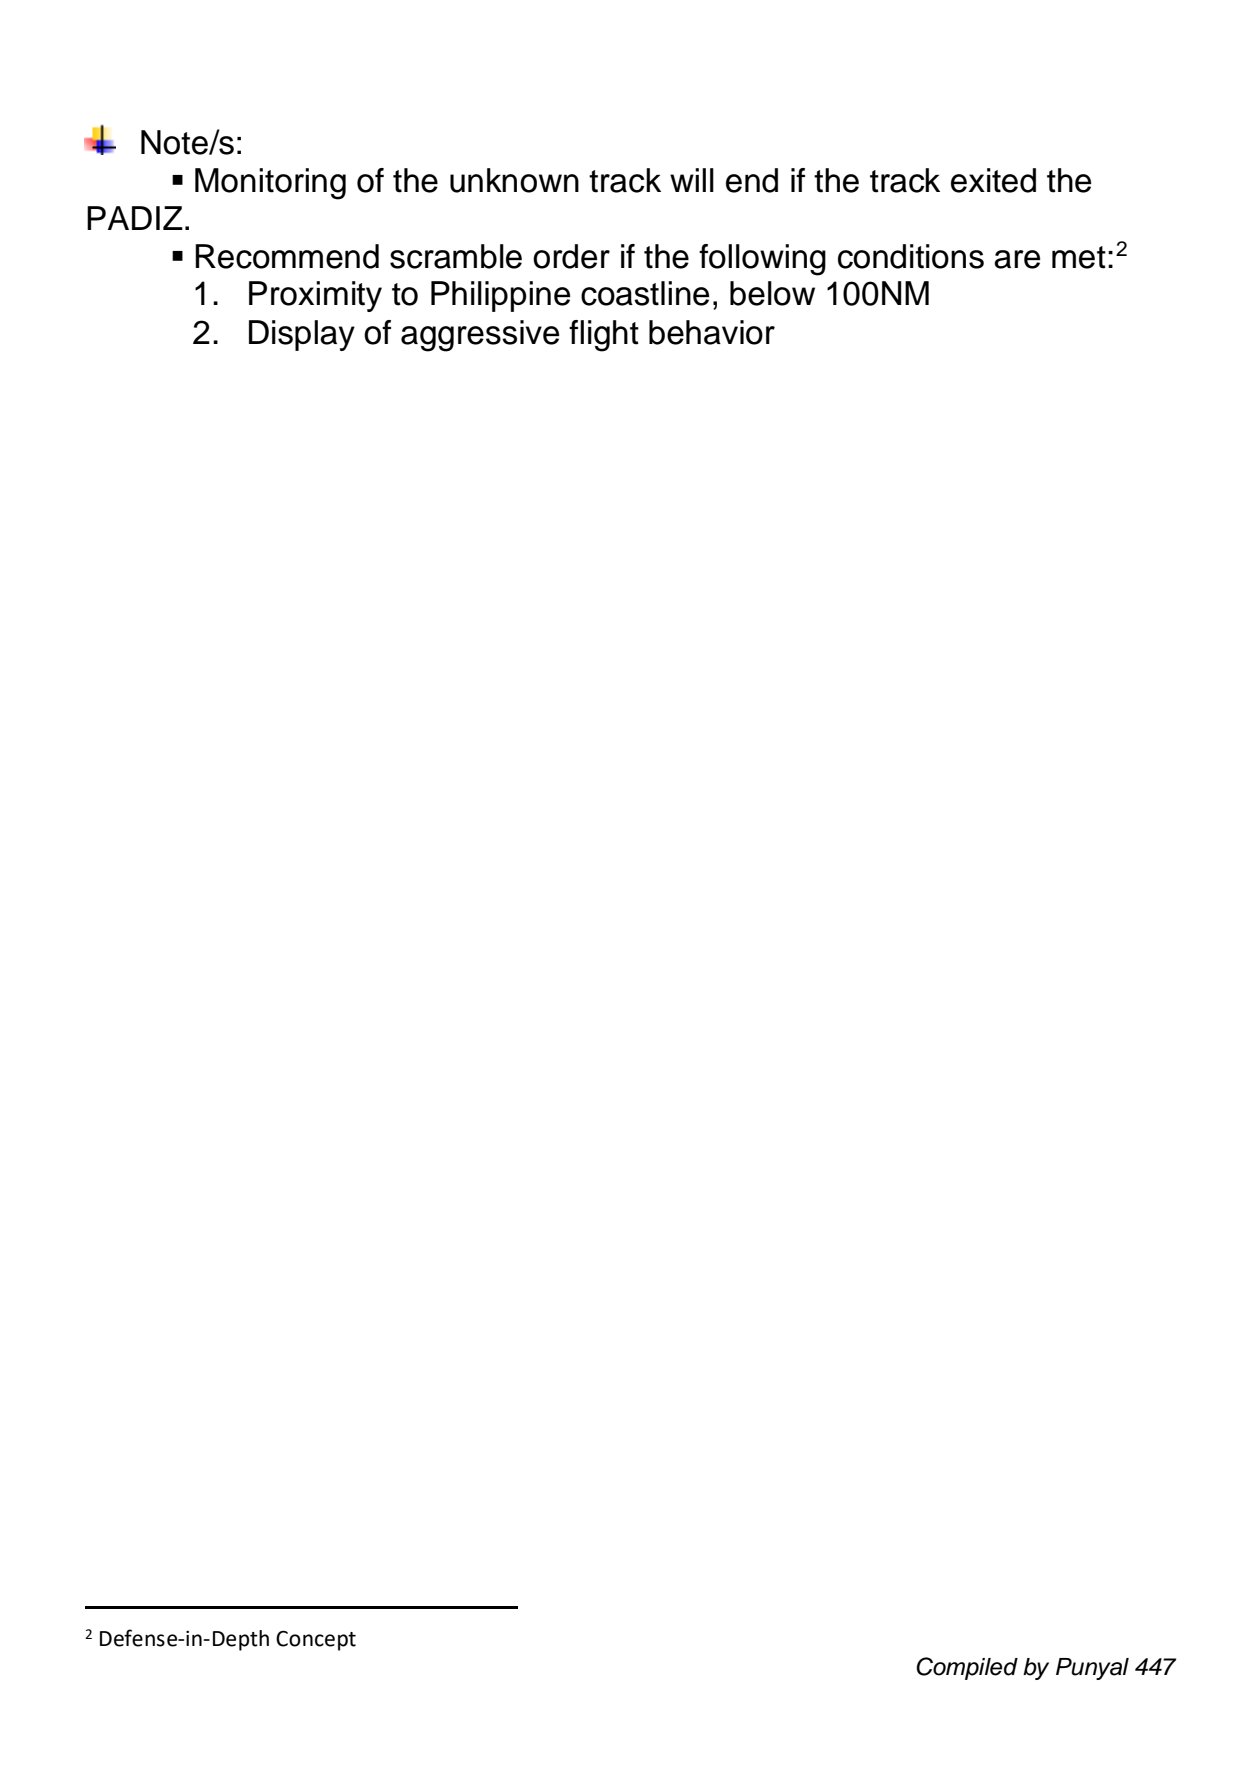 Note/s:
▪ Monitoring of the unknown track will end if the track exited the
PADIZ.
▪ Recommend scramble order if the following conditions are met:²
1. Proximity to Philippine coastline, below 100NM
2. Display of aggressive flight behavior
² Defense-in-Depth Concept
Compiled by Punyal 447